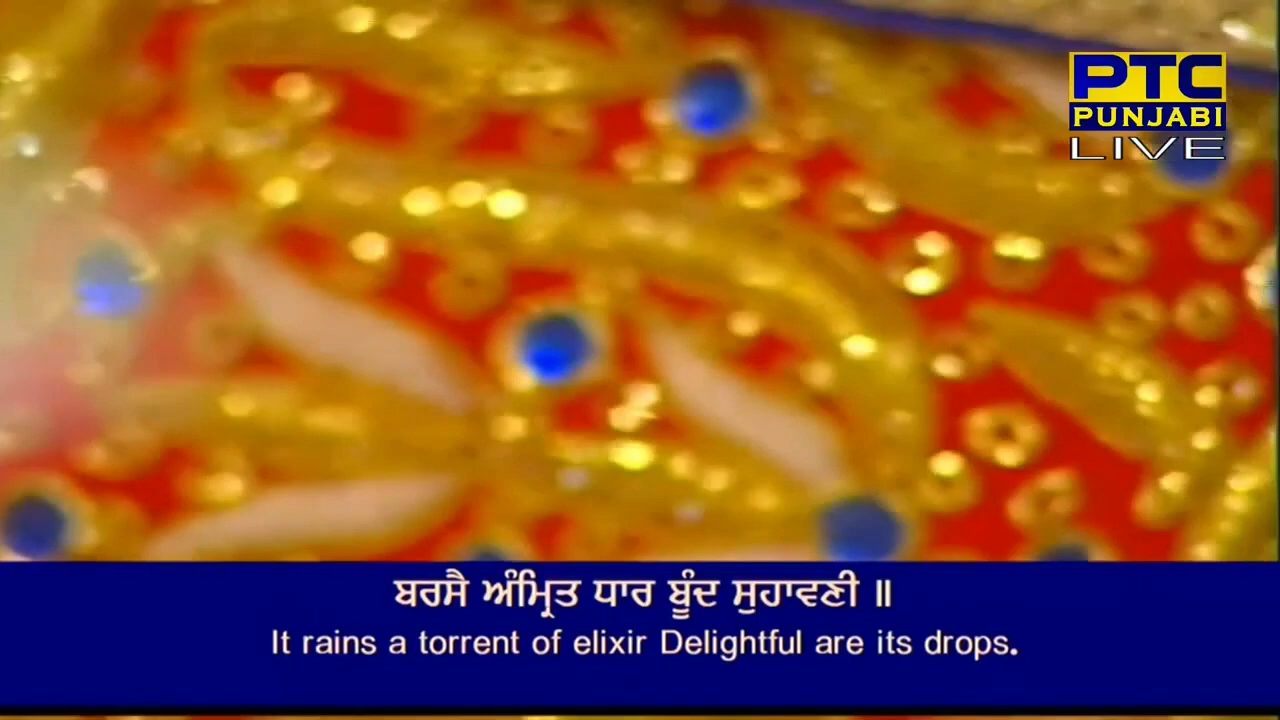 PTC
PUNJABI
LIVE
ਬਰਸੈ ਅੰਮ੍ਰਿਤ ਧਾਰ ਬੂੰਦ ਸੁਹਾਵਣੀ ॥
It rains a torrent of elixir Delightful are its drops.